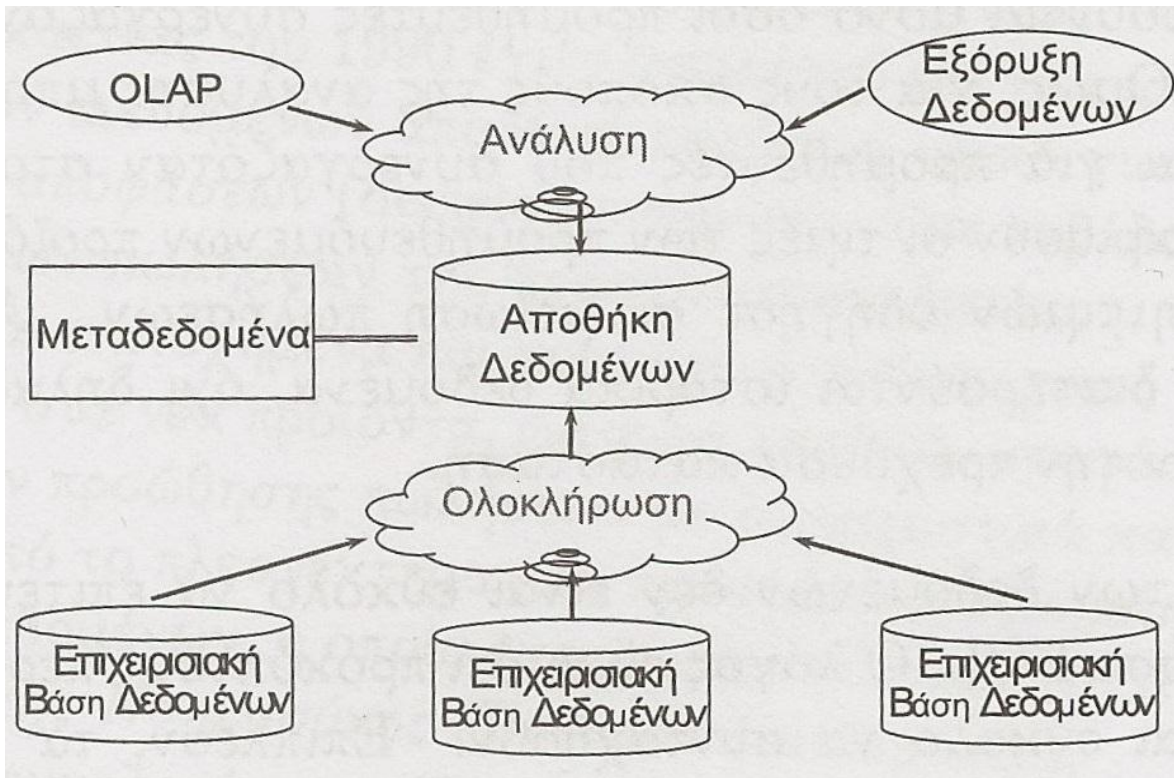 OLAP
Εξόρυξη
Δεδομένων
Ανάλυση
Μεταδεδομένα
Αποθήκη
Δεδομένων
Ολοκλήρωση
Επιχειρισιακή
Βάση Δεδομένων
Επιχειρισιακή
Βάση Δεδομένων
Επιχειρισιακή
Βάση Δεδομένων